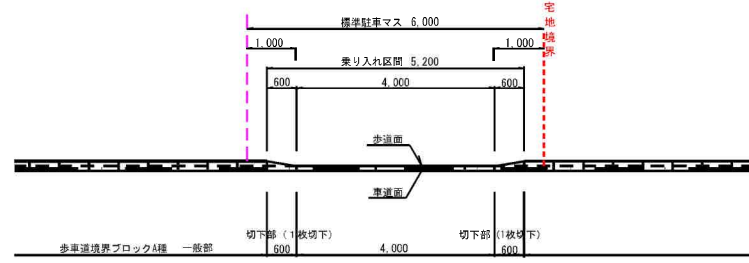 標準駐車マス 6,000
宅地境界
1,000
1,000
乗り入れ区間 5,200
600
4,000
600
歩道面
車道面
切下部（1枚切下）
切下部（1枚切下）
歩車道境界ブロックA種 一般部
600
4,000
600